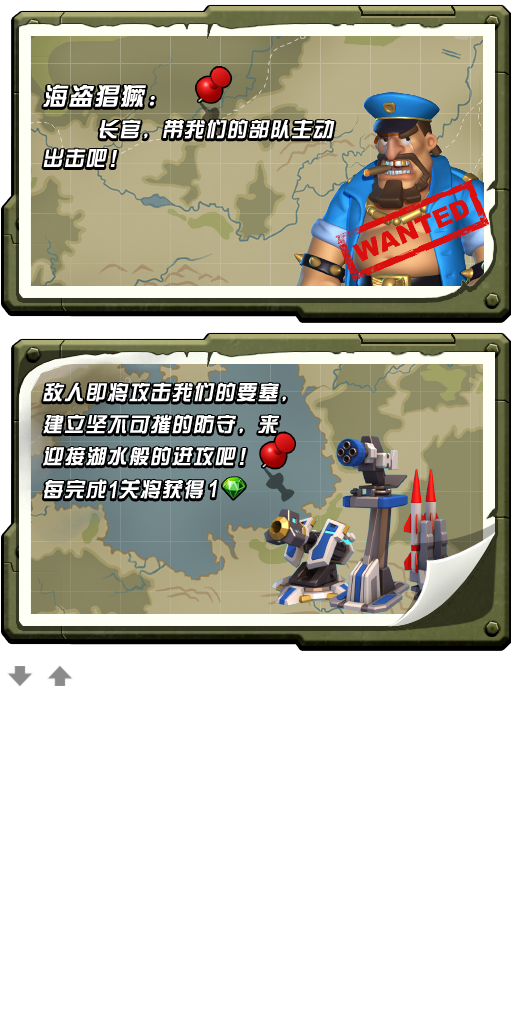 海盗猖獗：
长官，带我们的部队主动
出击吧！
WANTED
敌人即将攻击我们的要塞，
建立坚不可摧的防守，来
迎接湖水般的进攻吧！
每完成1关将获得1